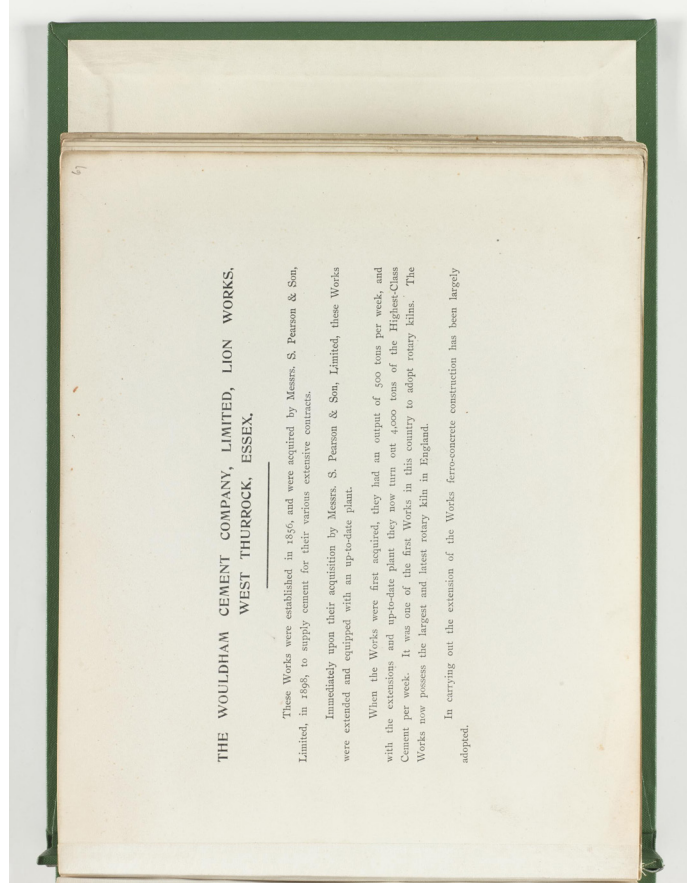 67
THE WOULDHAM CEMENT COMPANY, LIMITED, LION WORKS,
WEST THURROCK, ESSEX.
These Works were established in 1856, and were acquired by Messrs. S. Pearson & Son,
Limited, in 1898, to supply cement for their various extensive contracts.
Immediately upon their acquisition by Messrs. S. Pearson & Son, Limited, these Works
were extended and equipped with an up-to-date plant.
When the Works were first acquired, they had an output of 500 tons per week, and
with the extensions and up-to-date plant they now turn out 4,000 tons of the Highest-Class
Cement per week. It was one of the first Works in this country to adopt rotary kilns. The
Works now possess the largest and latest rotary kiln in England.
In carrying out the extension of the Works ferro-concrete construction has been largely
adopted.